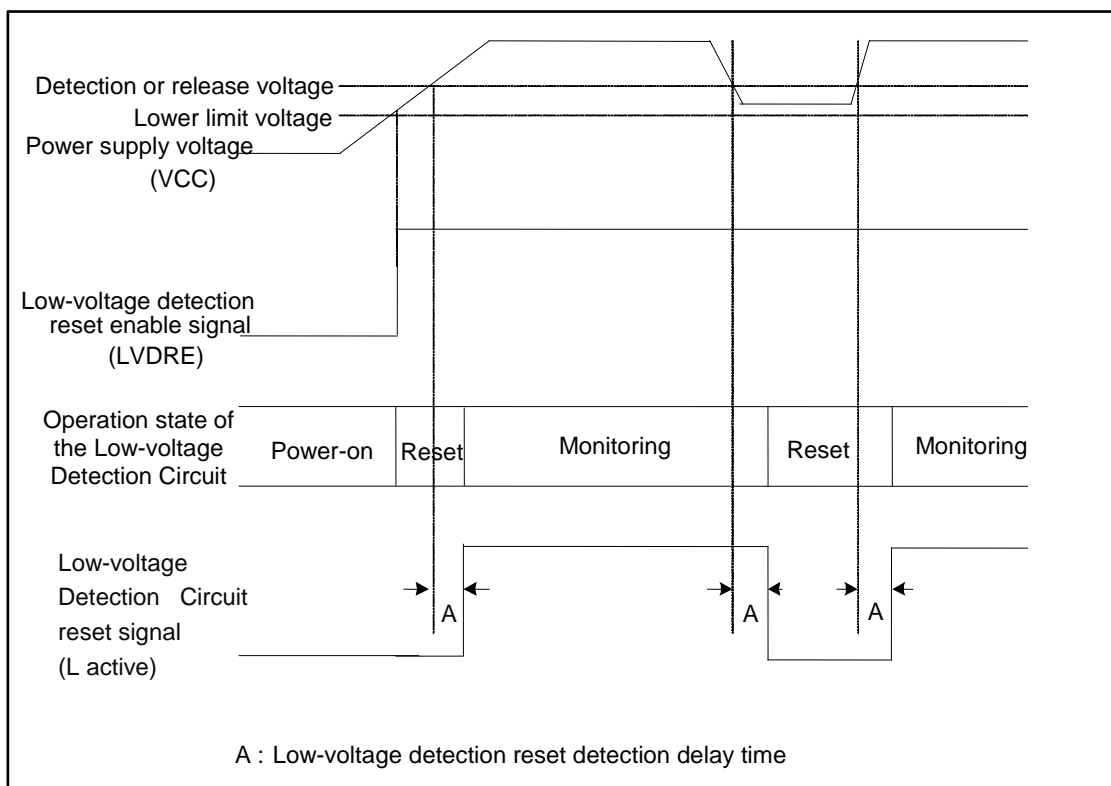 Detection or release voltage
Lower limit voltage
Power supply voltage
(VCC)
Low-voltage detection
reset enable signal
(LVDRE)
Operation state of
the Low-voltage
Detection Circuit
Power-on
Reset
Monitoring
Reset
Monitoring
Low-voltage
Detection Circuit
reset signal
(L active)
A
A
A
A : Low-voltage detection reset detection delay time